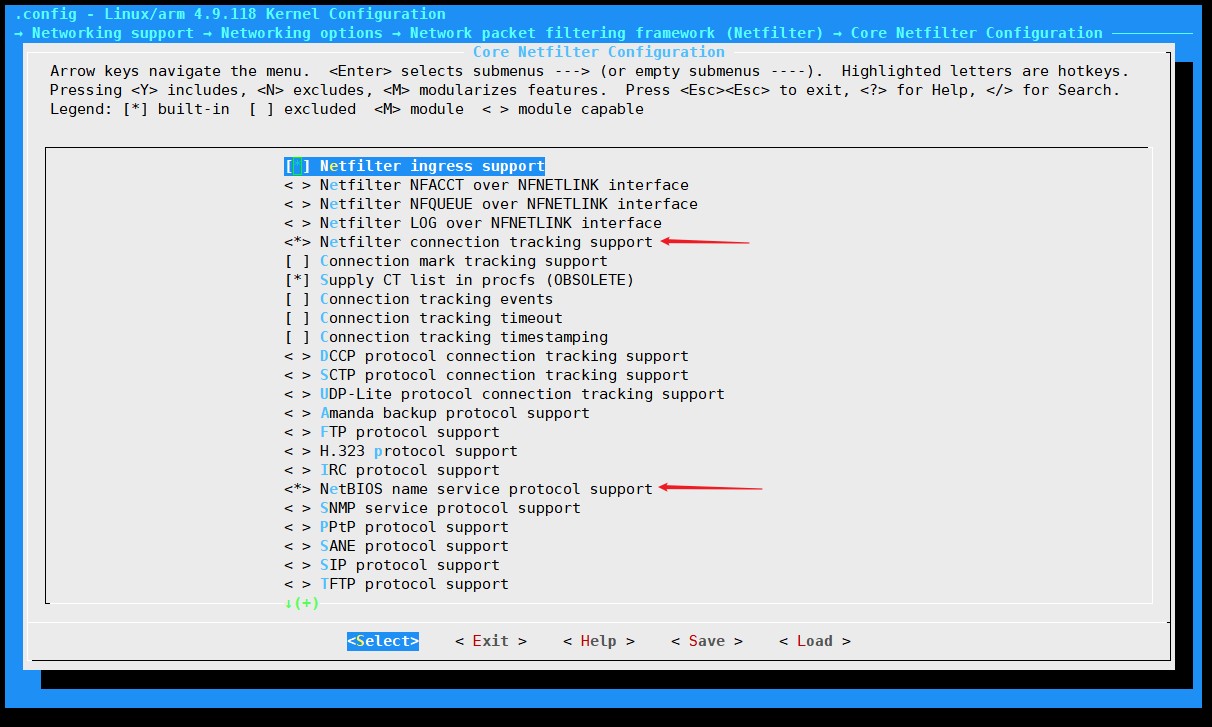 .config - Linux/arm 4.9.118 Kernel Configuration
→ Networking support → Networking options → Network packet filtering framework (Netfilter) → Core Netfilter Configuration
Core Netfilter Configuration
Arrow keys navigate the menu.  <Enter> selects submenus ---> (or empty submenus ----).  Highlighted letters are hotkeys.
Pressing <Y> includes, <N> excludes, <M> modularizes features.  Press <Esc><Esc> to exit, <?> for Help, </> for Search.
Legend: [*] built-in  [ ] excluded  <M> module  < > module capable
[*] Netfilter ingress support
< > Netfilter NFACCT over NFNETLINK interface
< > Netfilter NFQUEUE over NFNETLINK interface
< > Netfilter LOG over NFNETLINK interface
<*> Netfilter connection tracking support
[ ] Connection mark tracking support
[*] Supply CT list in procfs (OBSOLETE)
[ ] Connection tracking events
[ ] Connection tracking timeout
[ ] Connection tracking timestamping
< > DCCP protocol connection tracking support
< > SCTP protocol connection tracking support
< > UDP-Lite protocol connection tracking support
< > Amanda backup protocol support
< > FTP protocol support
< > H.323 protocol support
< > IRC protocol support
<*> NetBIOS name service protocol support
< > SNMP service protocol support
< > PPtP protocol support
< > SANE protocol support
< > SIP protocol support
< > TFTP protocol support
↓(+)
<Select>    < Exit >    < Help >    < Save >    < Load >